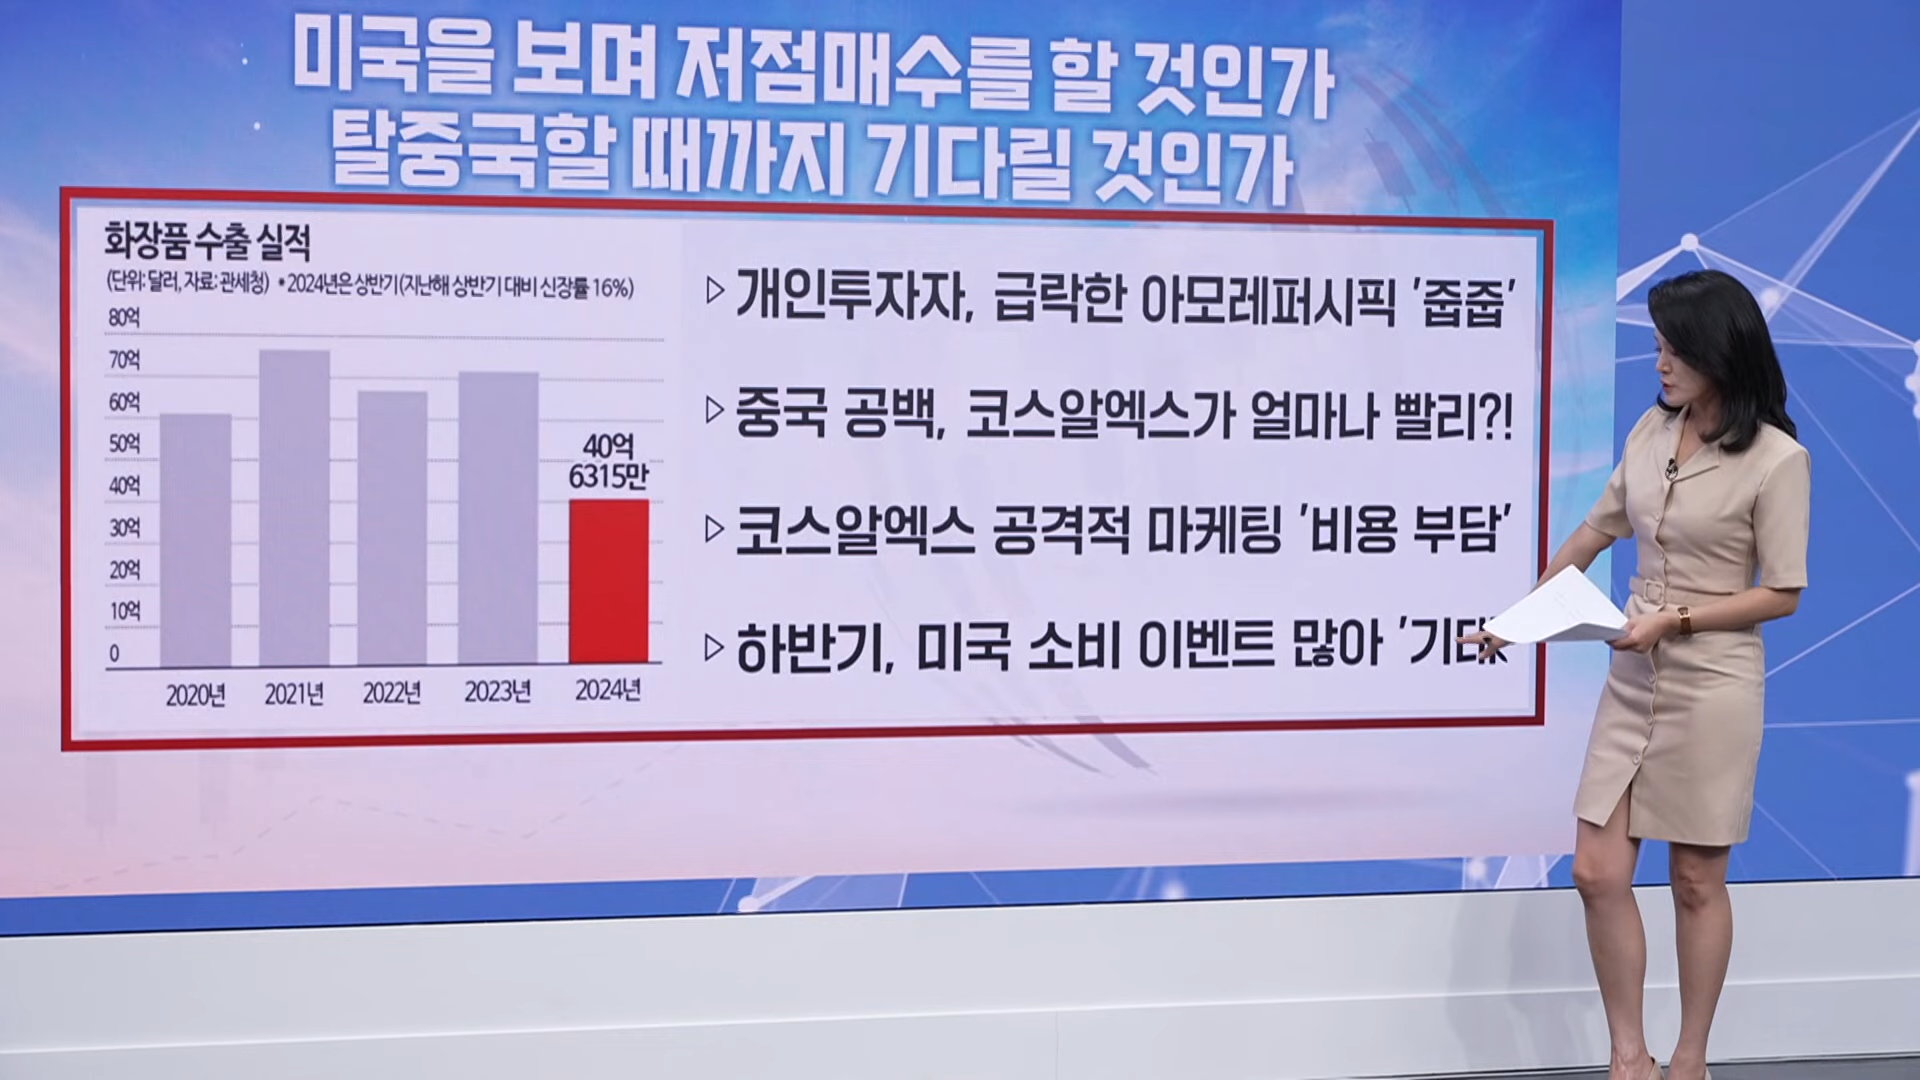 미국을 보며 저점매수를 할 것인가
탈중국할 때까지 기다릴 것인가
화장품 수출 실적
(단위: 달러, 자료: 관세청) *2024년은 상반기(지난해 상반기 대비 신장률 16%)
80억
70억
60억
50억
40억
30억
20억
10억
0
40억
6315만
2020년
2021년
2022년
2023년
2024년
▷ 개인투자자, 급락한 아모레퍼시픽 '줍줍'
▷ 중국 공백, 코스알엑스가 얼마나 빨리?!
▷ 코스알엑스 공격적 마케팅 '비용 부담'
▷ 하반기, 미국 소비 이벤트 많아